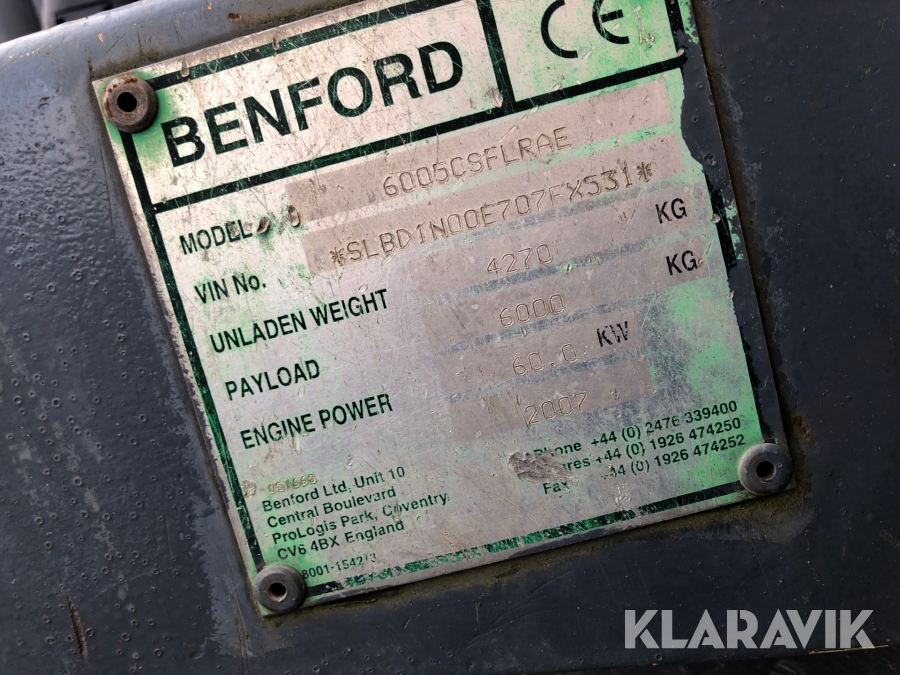 BENFORD CE
MODEL 6005CSFLRAE
VIN No. *SLBD1N00E707FX531*
UNLADEN WEIGHT 4270 KG
PAYLOAD 6000 KG
ENGINE POWER 60.0 KW
2007
Benford Ltd, Unit 10
Central Boulevard
ProLogis Park, Coventry
CV6 4BX England
Phone +44 (0) 2476 339400
+44 (0) 1926 474250
Fax +44 (0) 1926 474252
KLARAVIK